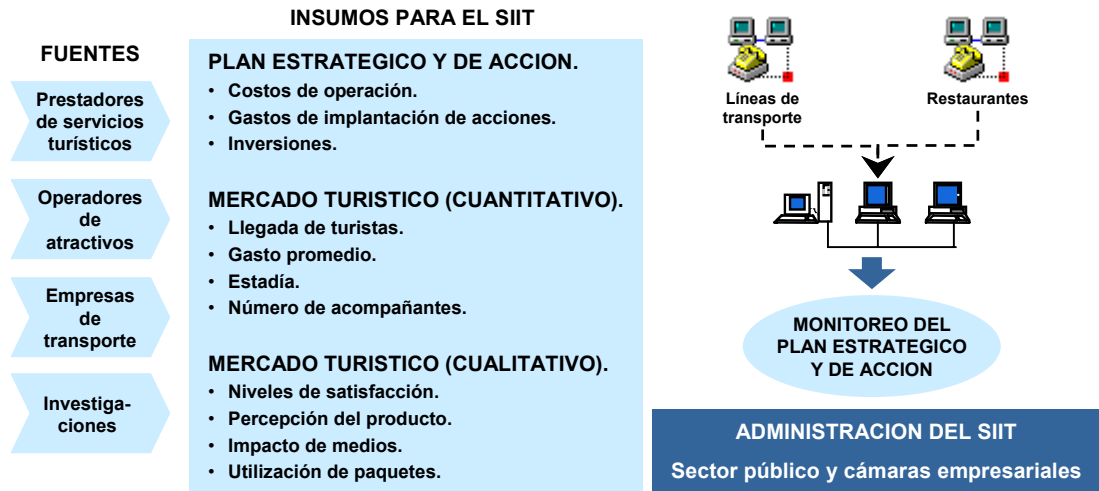 INSUMOS PARA EL SIIT
FUENTES
Prestadores
de servicios
turísticos
Operadores
de
atractivos
Empresas
de
transporte
Investiga-
ciones
PLAN ESTRATEGICO Y DE ACCION.
• Costos de operación.
• Gastos de implantación de acciones.
• Inversiones.
MERCADO TURISTICO (CUANTITATIVO).
• Llegada de turistas.
• Gasto promedio.
• Estadía.
• Número de acompañantes.
MERCADO TURISTICO (CUALITATIVO).
• Niveles de satisfacción.
• Percepción del producto.
• Impacto de medios.
• Utilización de paquetes.
Líneas de
transporte
Restaurantes
MONITOREO DEL
PLAN ESTRATEGICO
Y DE ACCION
ADMINISTRACION DEL SIIT
Sector público y cámaras empresariales